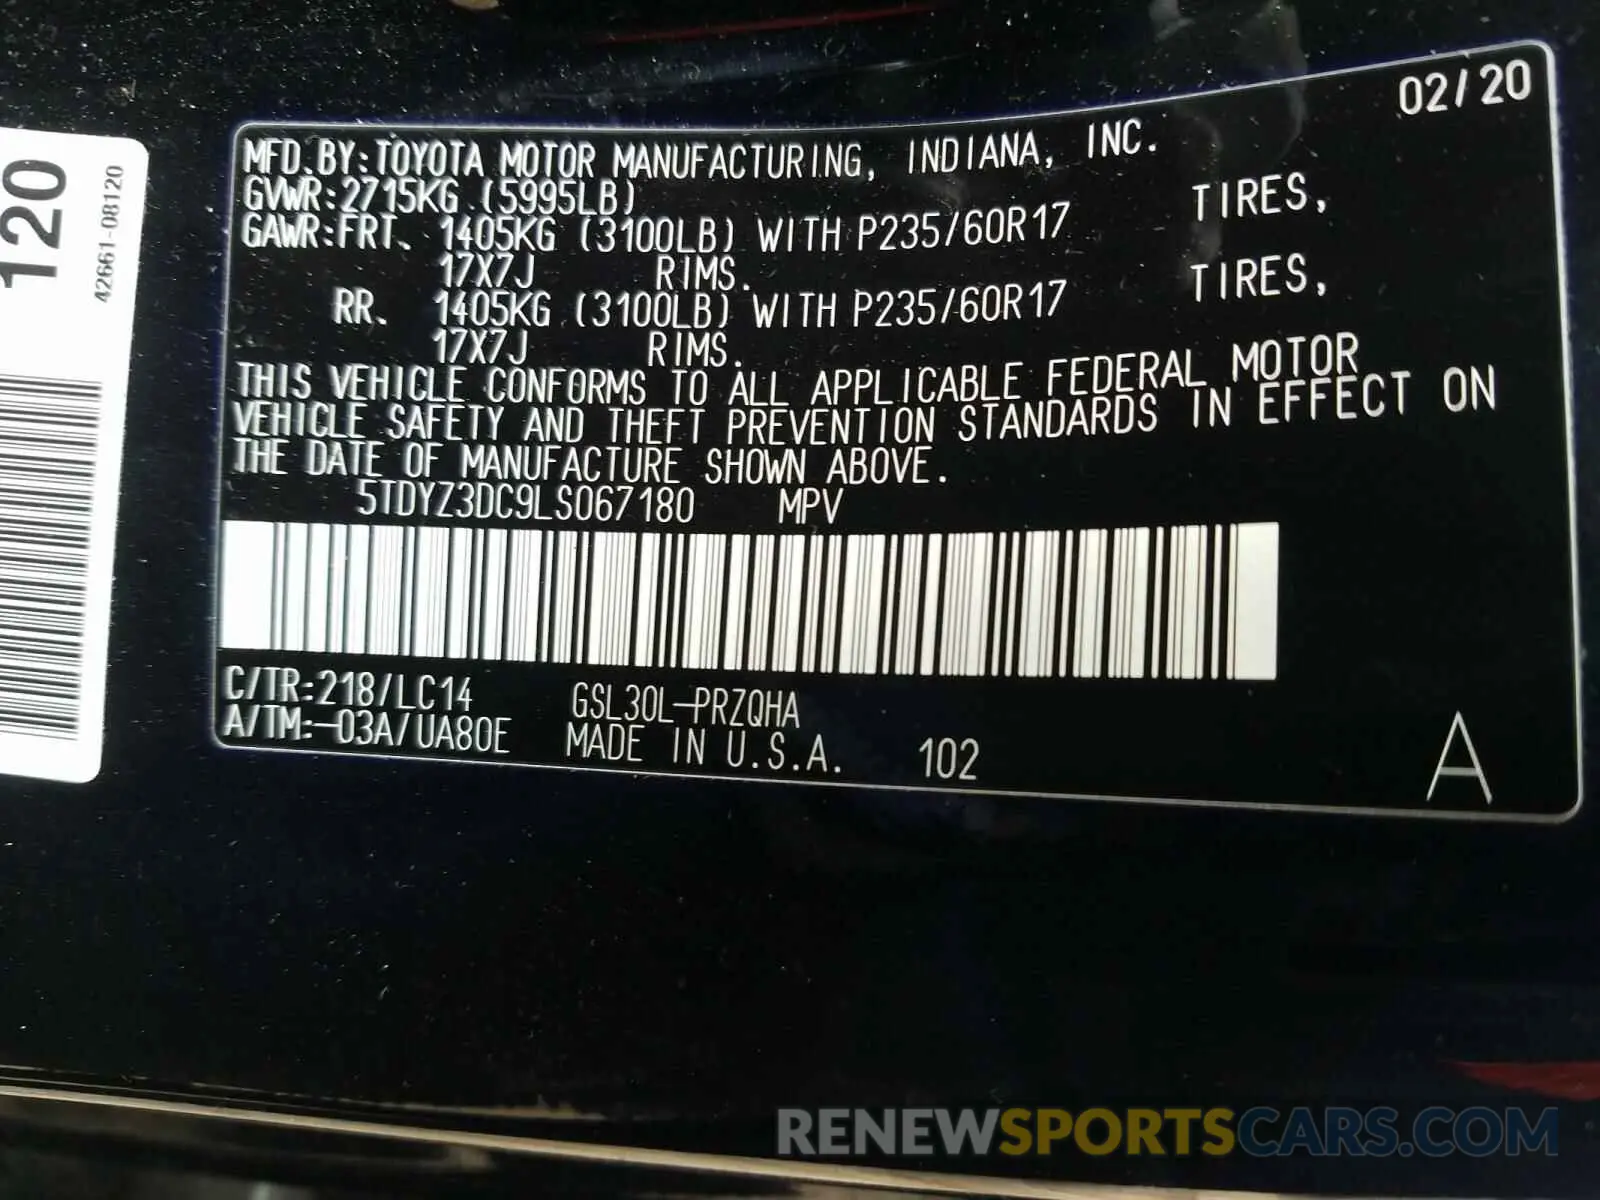 120
42661-08120
02/20
MFD.BY:TOYOTA MOTOR MANUFACTURING, INDIANA, INC.
GVWR:2715KG (5995LB)
GAWR:FRT. 1405KG (3100LB) WITH P235/60R17 TIRES,
17X7J RIMS.
RR. 1405KG (3100LB) WITH P235/60R17 TIRES,
17X7J RIMS.
THIS VEHICLE CONFORMS TO ALL APPLICABLE FEDERAL MOTOR
VEHICLE SAFETY AND THEFT PREVENTION STANDARDS IN EFFECT ON
THE DATE OF MANUFACTURE SHOWN ABOVE.
5TDYZ3DC9LS067180 MPV
C/TR:218/LC14 GSL30L-PRZQHA
A/TM:-03A/UA80E MADE IN U.S.A. 102
A
RENEWSPORTSCARS.COM